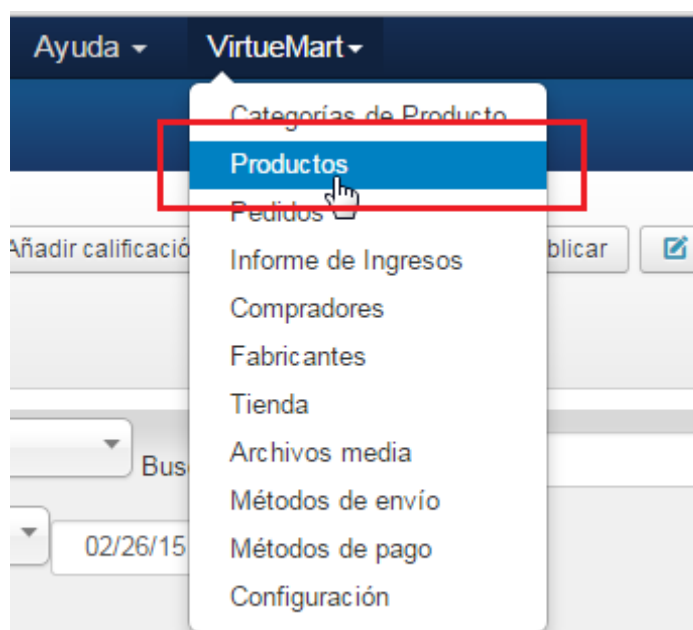 Ayuda VirtueMart
Categorías de Producto
Productos
Pedidos
Añadir calificació blicar
Informe de Ingresos
Compradores
Fabricantes
Tienda
Archivos media
Bus
Métodos de envío
02/26/15
Métodos de pago
Configuración